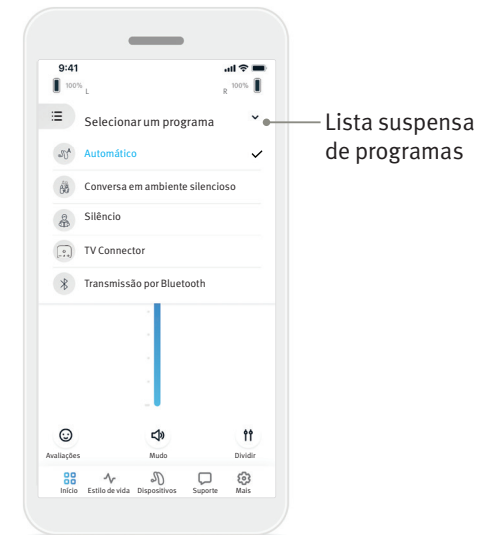 9:41
100% L
R 100%
Selecionar um programa
Lista suspensa
de programas
Automático
Conversa em ambiente silencioso
Silêncio
TV Connector
Transmissão por Bluetooth
Avaliações
Mudo
Dividir
Início
Estilo de vida
Dispositivos
Suporte
Mais